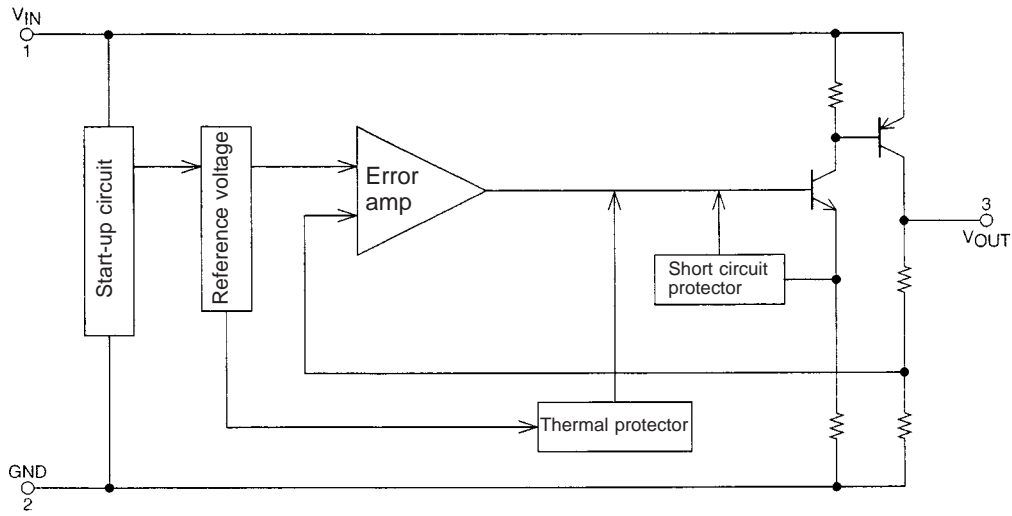 VIN
1
Start-up circuit
Reference voltage
Error
amp
Short circuit
protector
3
VOUT
Thermal protector
GND
2